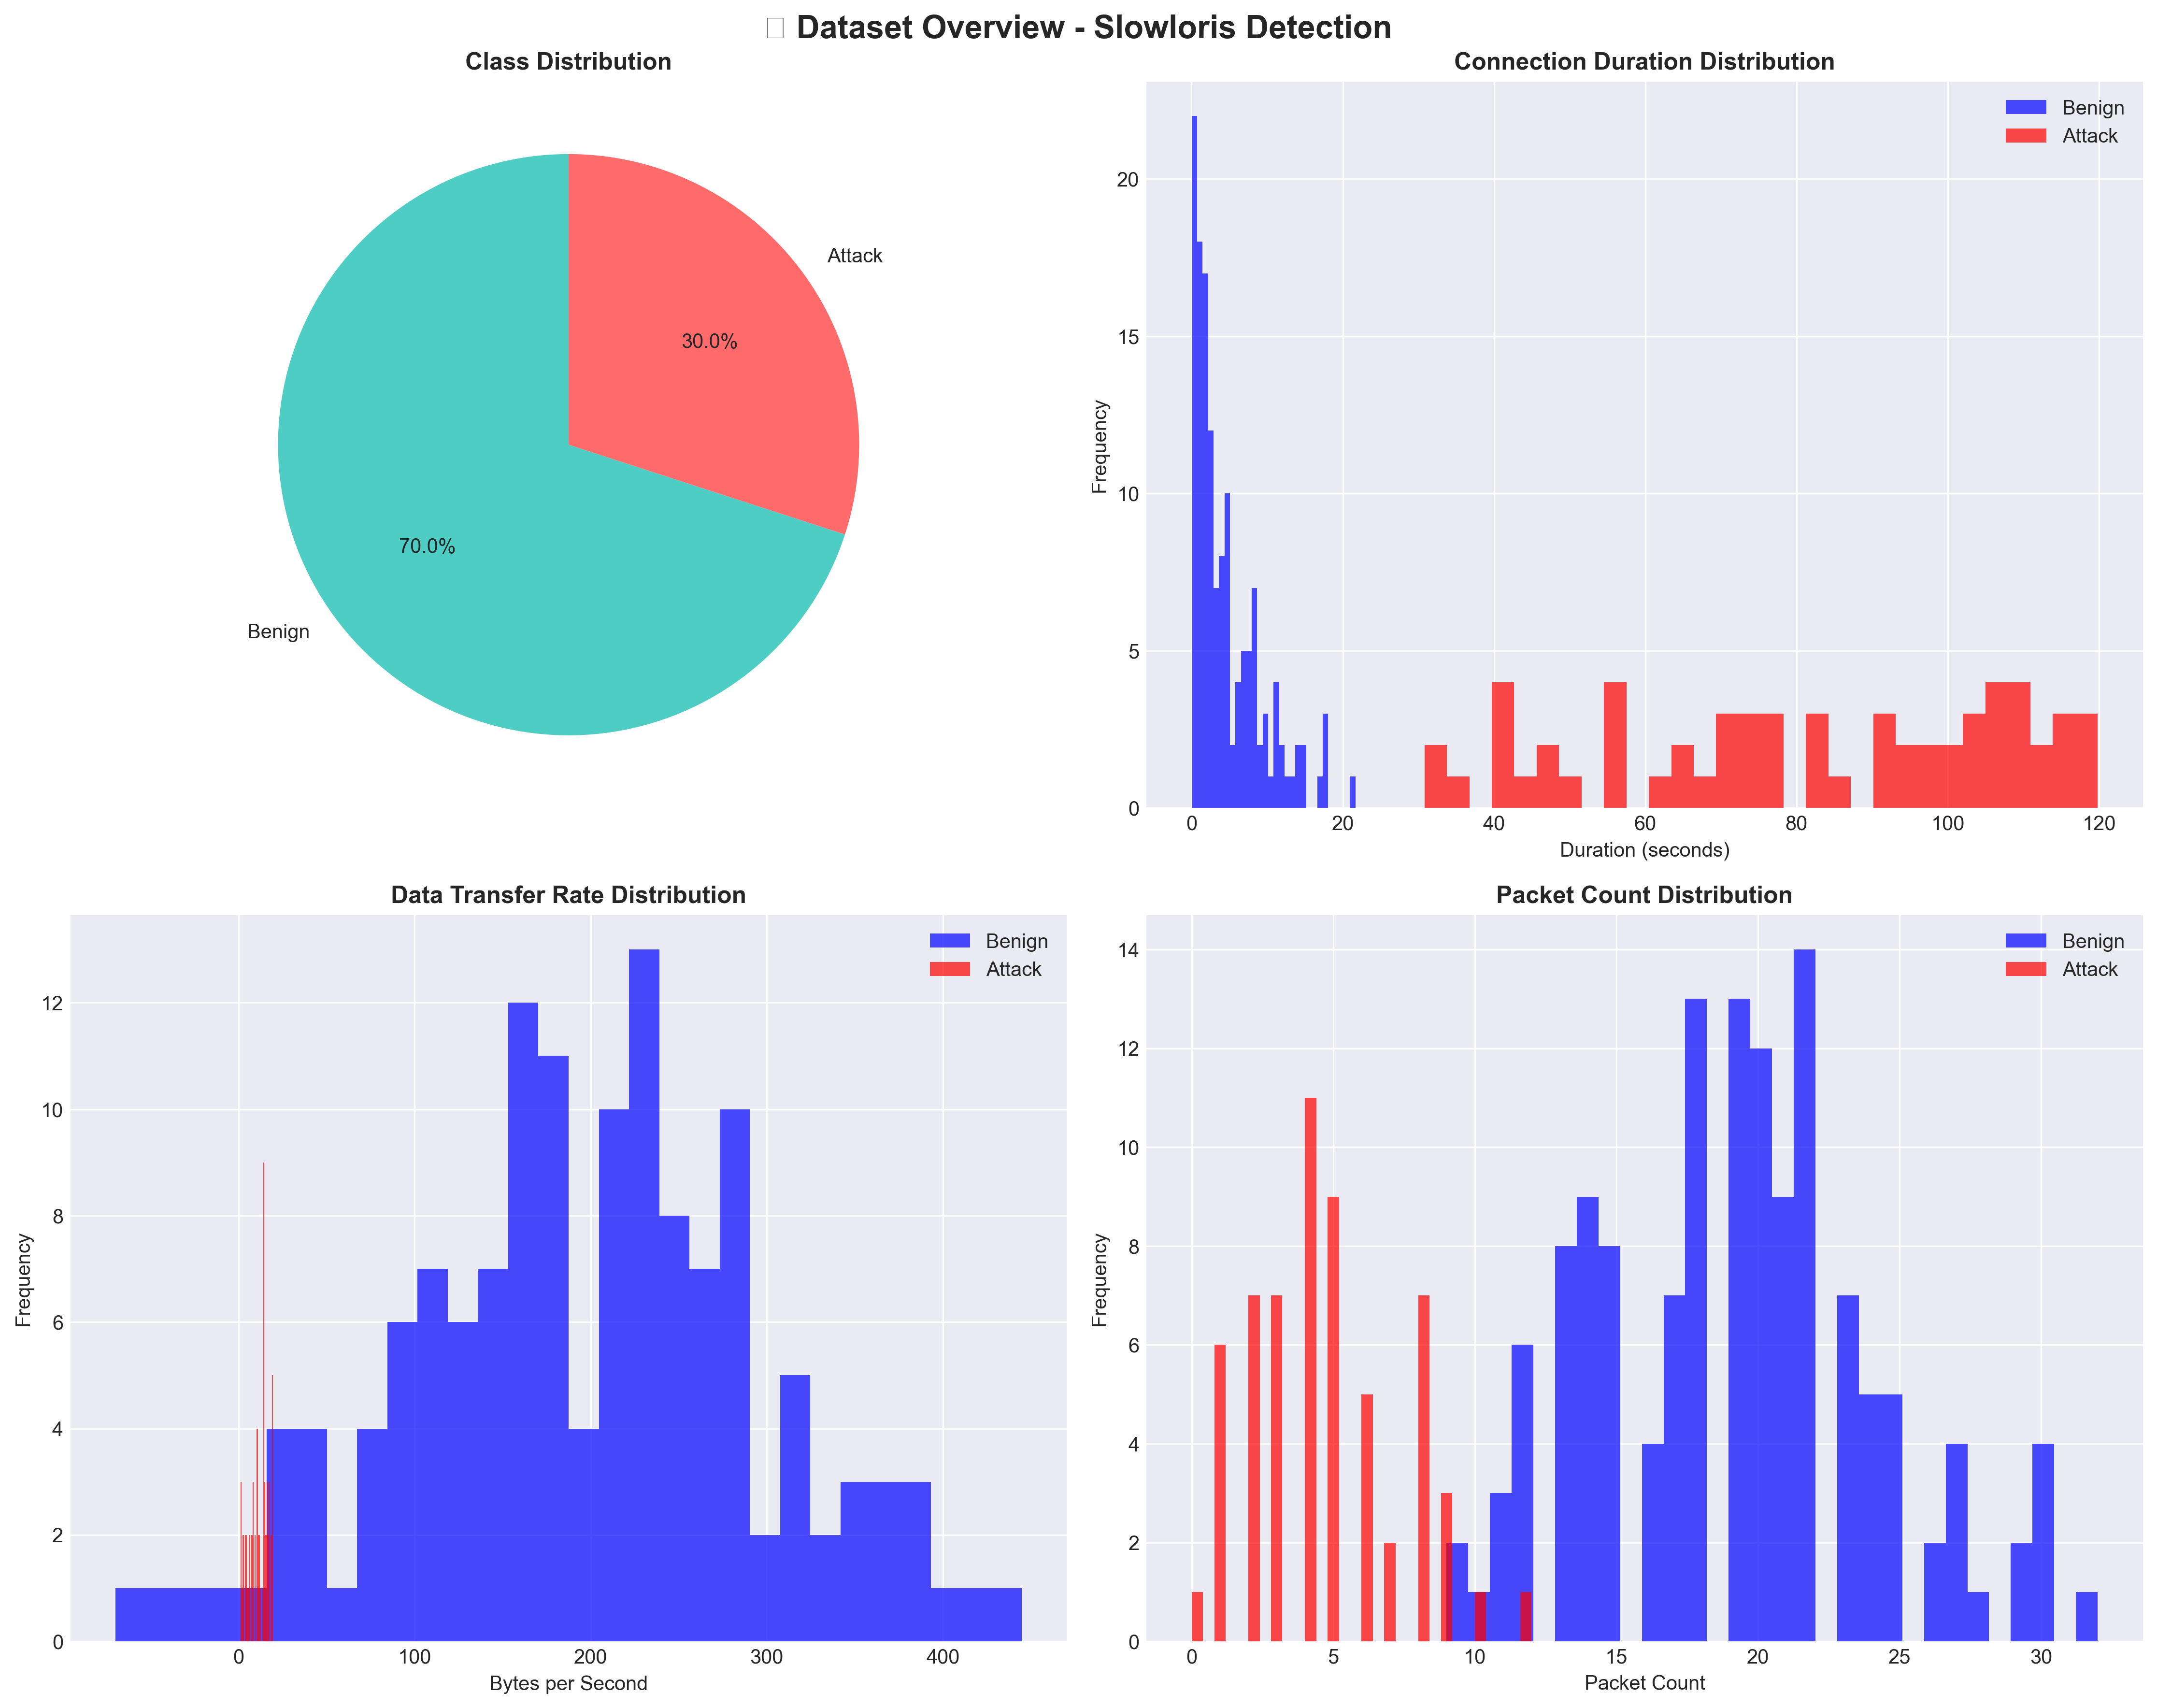 Dataset Overview - Slowloris Detection
Class Distribution
Attack
30.0%
70.0%
Benign
Connection Duration Distribution
Benign
Attack
Frequency
20
15
10
5
0
0 20 40 60 80 100 120
Duration (seconds)
Data Transfer Rate Distribution
Benign
Attack
Frequency
12
10
8
6
4
2
0
0 100 200 300 400
Bytes per Second
Packet Count Distribution
Benign
Attack
Frequency
14
12
10
8
6
4
2
0
0 5 10 15 20 25 30
Packet Count